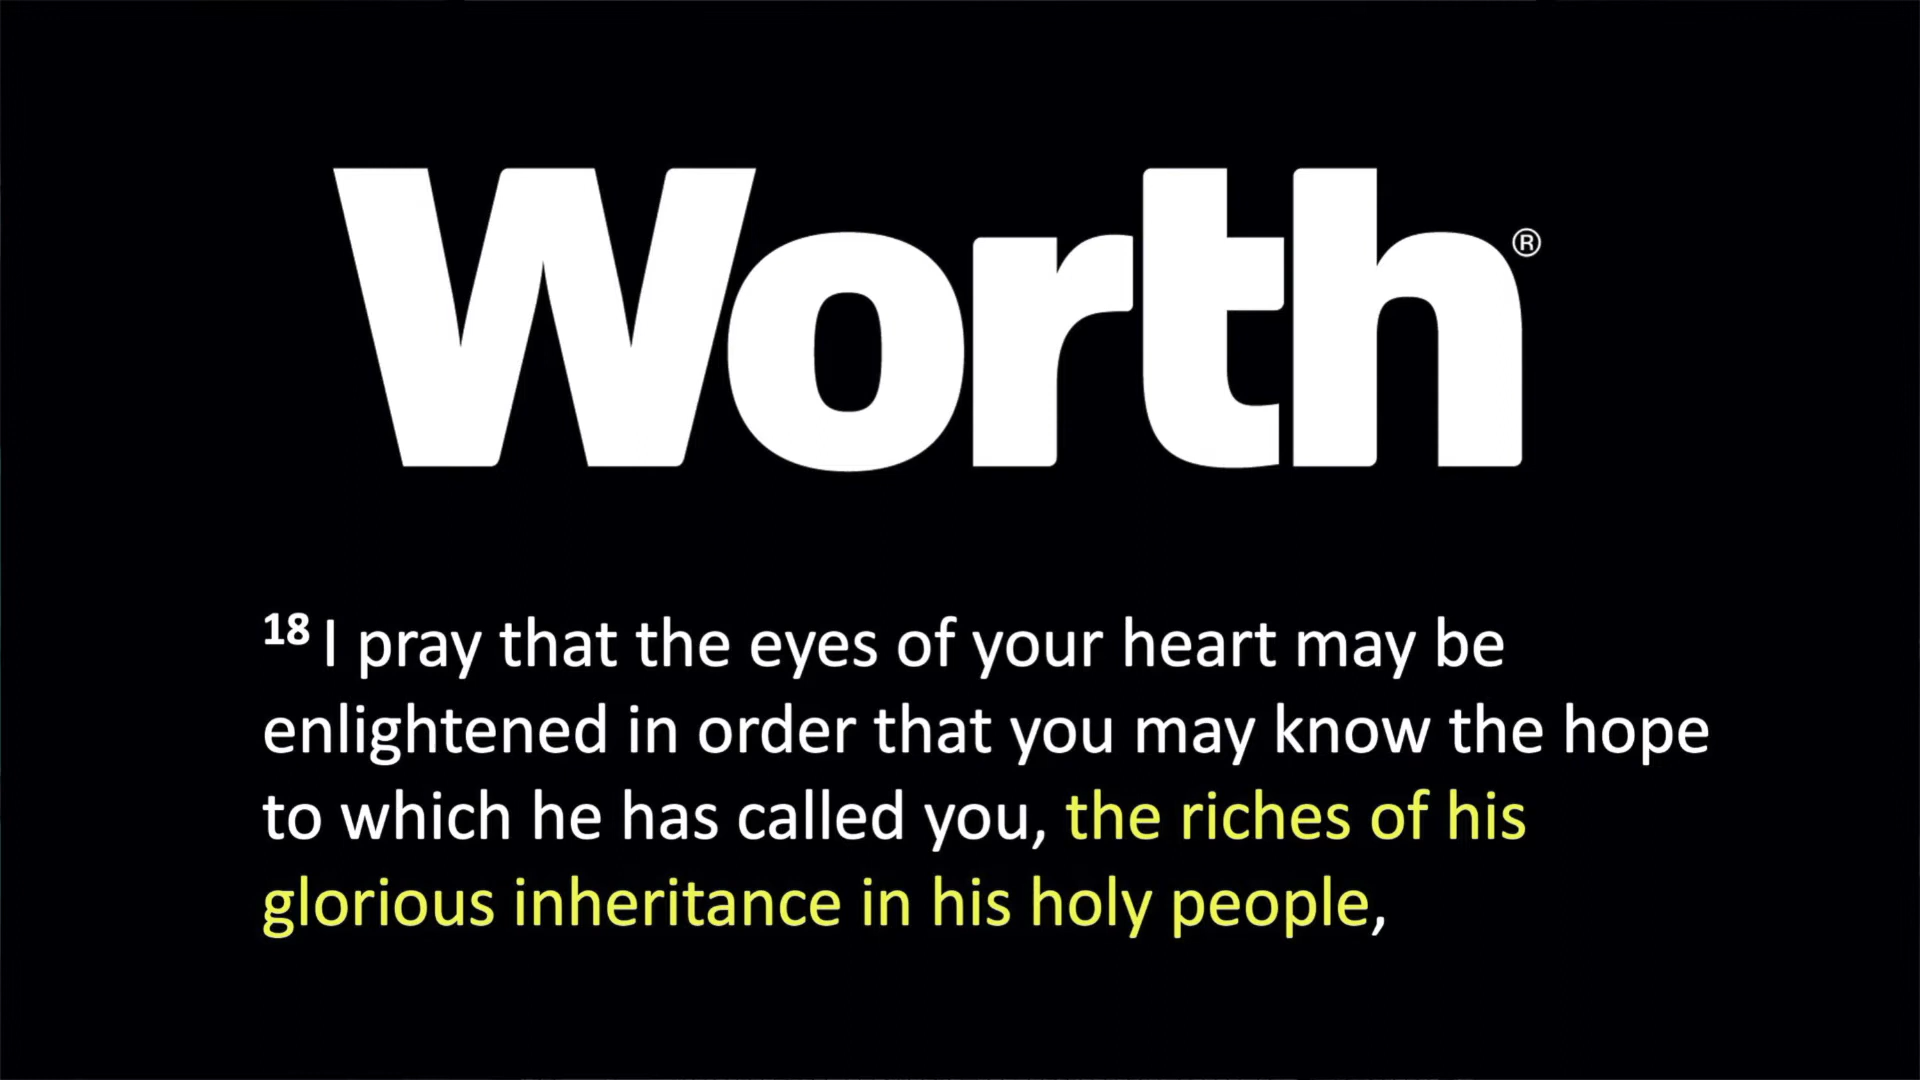 Worth®
18 I pray that the eyes of your heart may be
enlightened in order that you may know the hope
to which he has called you, the riches of his
glorious inheritance in his holy people,